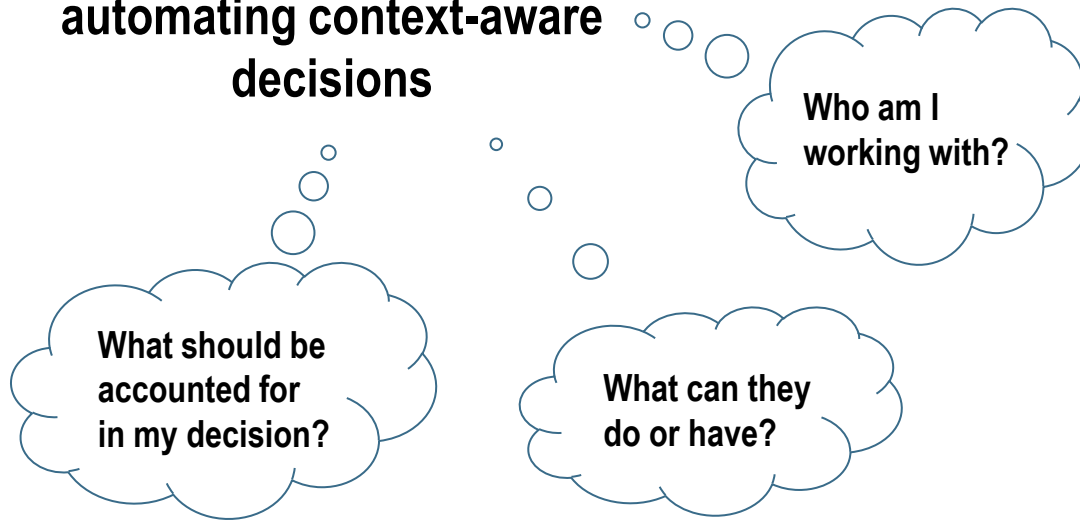 automating context-aware
decisions
Who am I
working with?
What should be
accounted for
in my decision?
What can they
do or have?